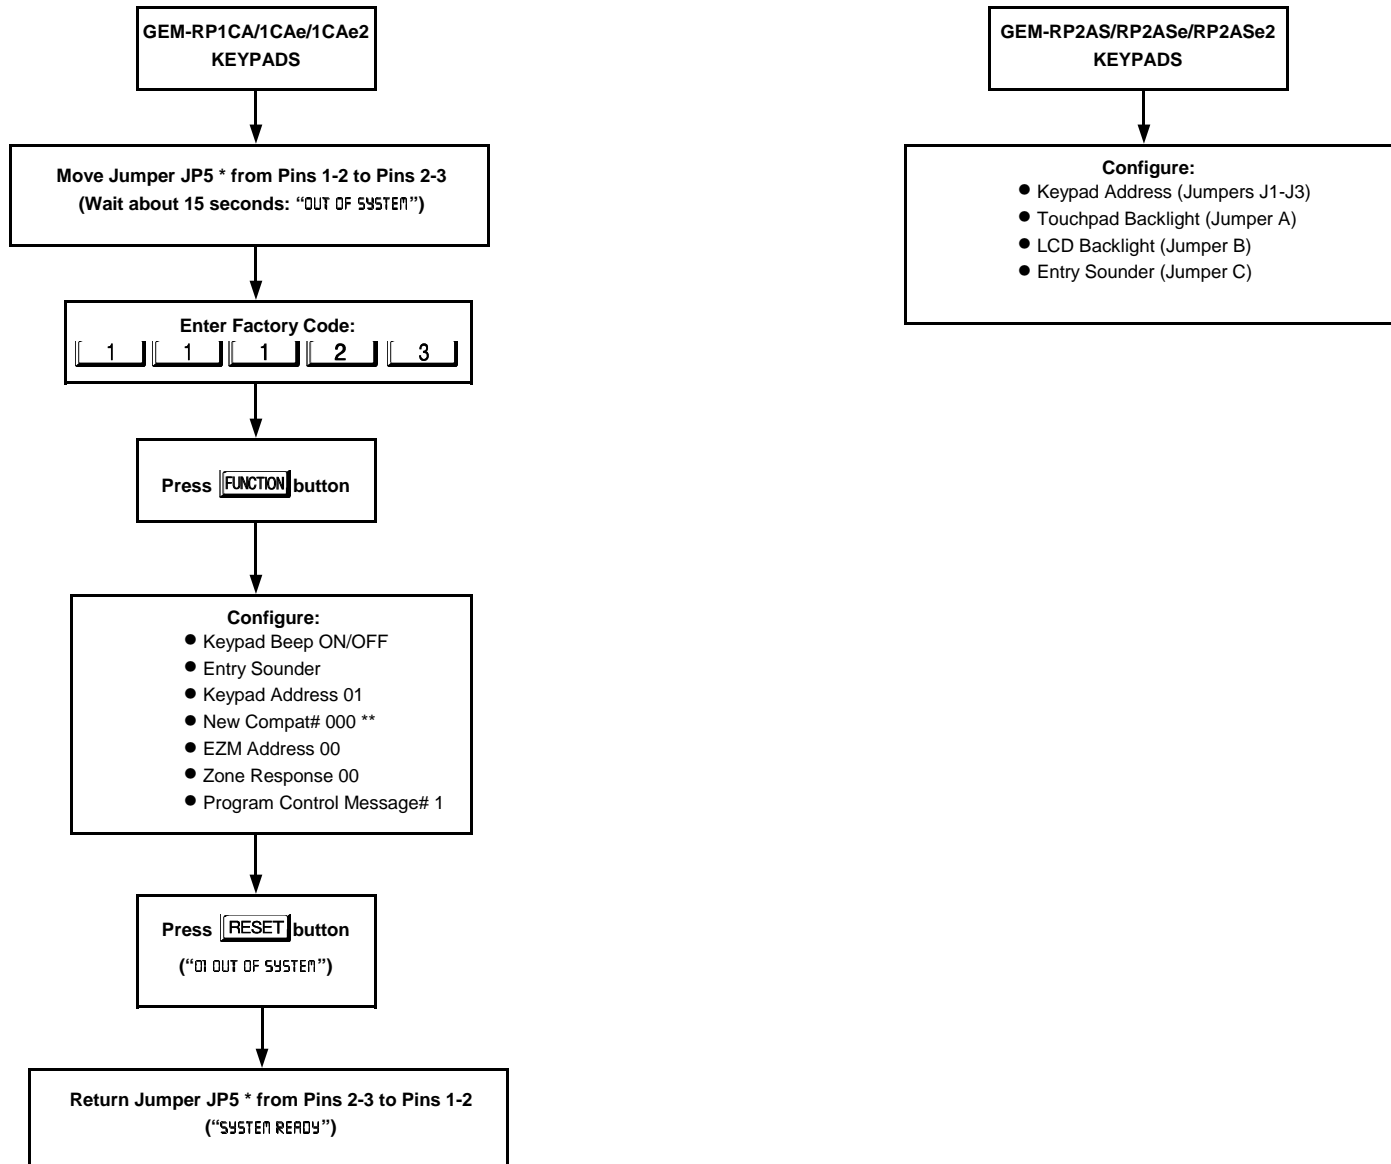 GEM-RP1CA/1CAe/1CAe2
KEYPADS
Move Jumper JP5 * from Pins 1-2 to Pins 2-3
(Wait about 15 seconds: “OUT OF SYSTEM”)
Enter Factory Code:
1 1 1 2 3
Press FUNCTION button
Configure:
● Keypad Beep ON/OFF
● Entry Sounder
● Keypad Address 01
● New Compat# 000 **
● EZM Address 00
● Zone Response 00
● Program Control Message# 1
Press RESET button
(“01 OUT OF SYSTEM”)
Return Jumper JP5 * from Pins 2-3 to Pins 1-2
(“SYSTEM READY”)
GEM-RP2AS/RP2ASe/RP2ASe2
KEYPADS
Configure:
● Keypad Address (Jumpers J1-J3)
● Touchpad Backlight (Jumper A)
● LCD Backlight (Jumper B)
● Entry Sounder (Jumper C)